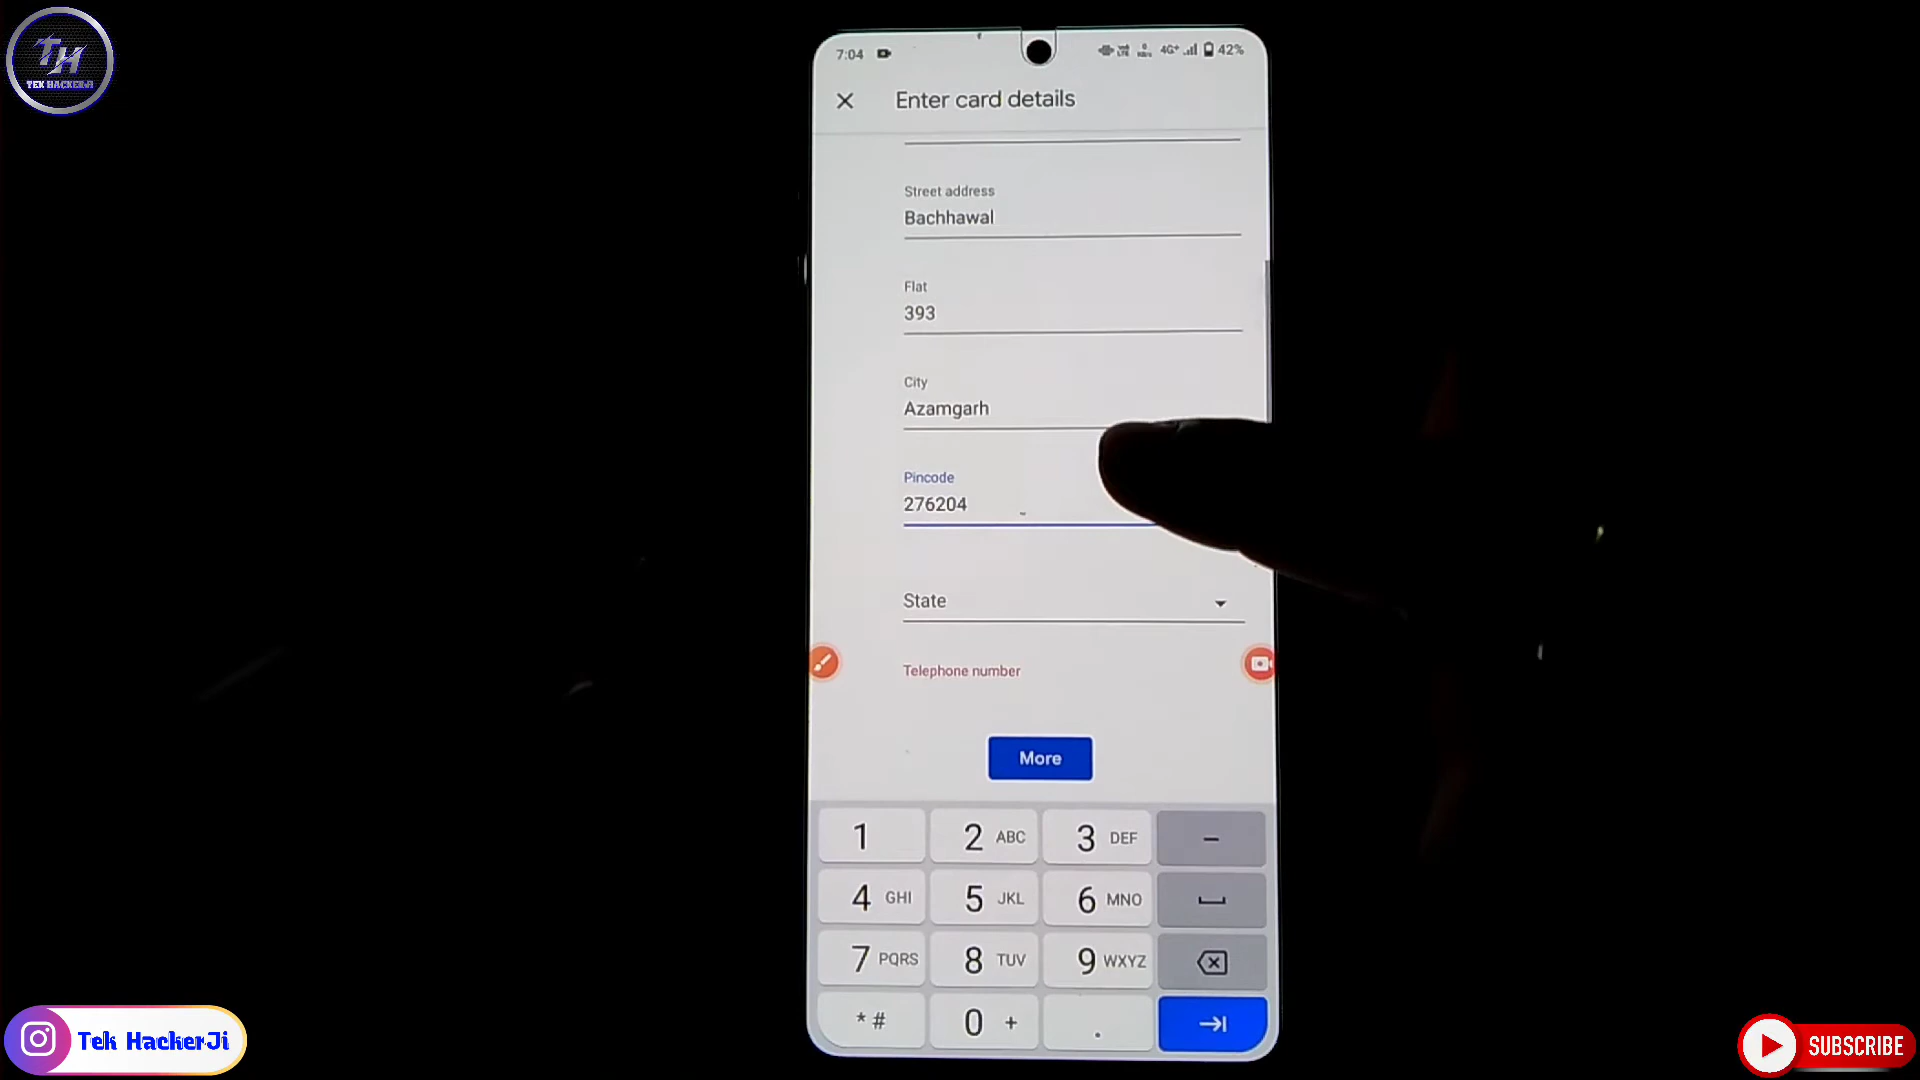 TH
TEK HACKERJi
7:04
4G+
42%
Enter card details
Street address
Bachhawal
Flat
393
City
Azamgarh
Pincode
276204
State
Telephone number
More
1
2 ABC
3 DEF
–
4 GHI
5 JKL
6 MNO
7 PQRS
8 TUV
9 WXYZ
* #
0 +
.
Tek HackerJi
SUBSCRIBE